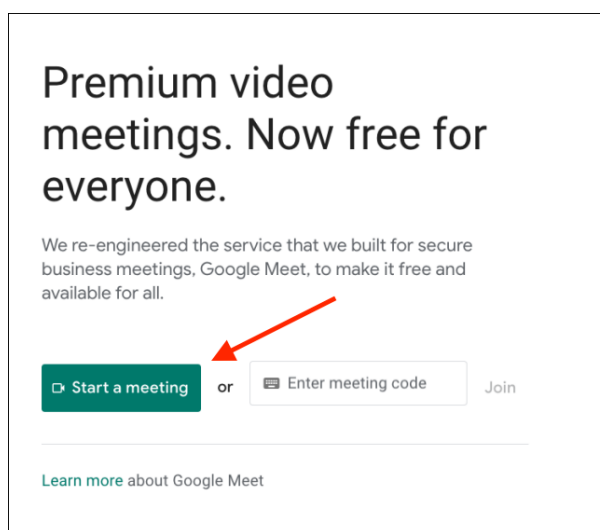 Premium video
meetings. Now free for
everyone.
We re-engineered the service that we built for secure
business meetings, Google Meet, to make it free and
available for all.
Start a meeting or Enter meeting code Join
Learn more about Google Meet